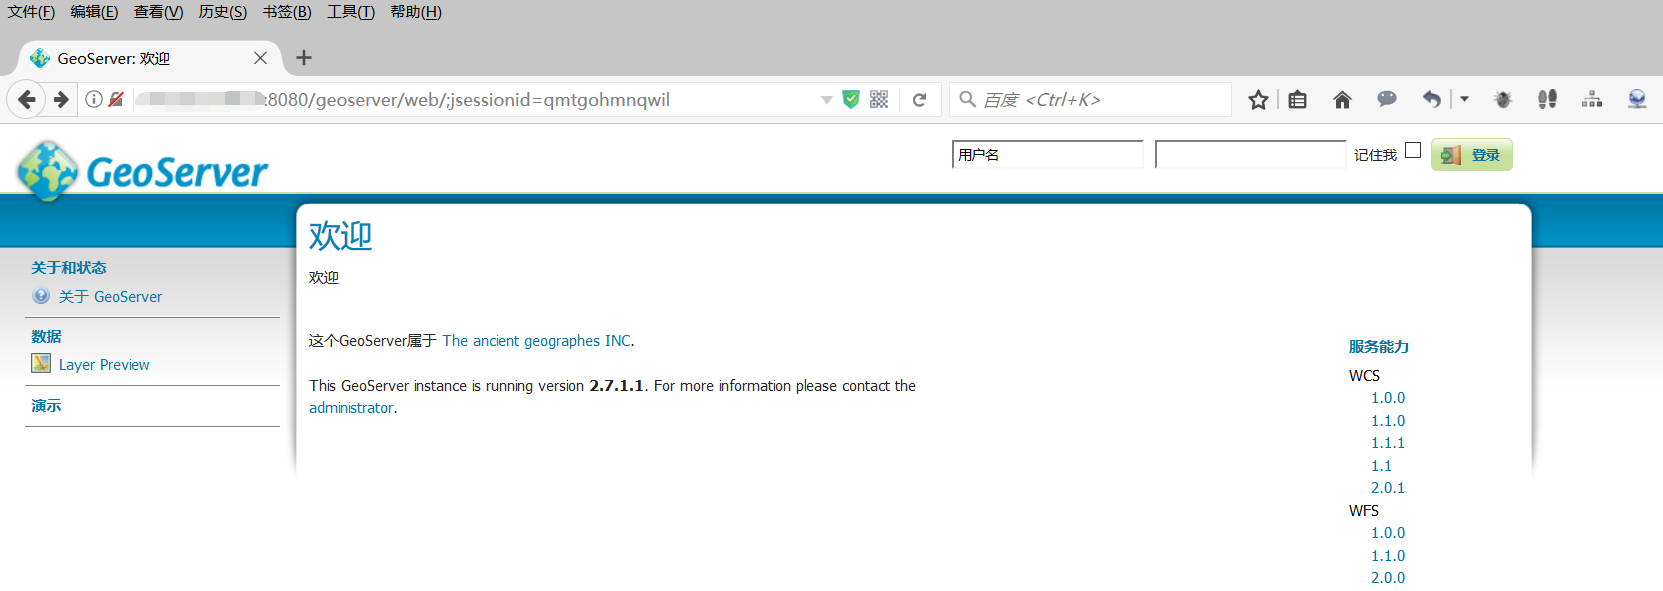 文件(F) 编辑(E) 查看(V) 历史(S) 书签(B) 工具(T) 帮助(H)
GeoServer: 欢迎
:8080/geoserver/web/;jsessionid=qmtgohmnqwil
百度 <Ctrl+K>
GeoServer
用户名
记住我
登录
欢迎
欢迎
关于和状态
关于 GeoServer
数据
Layer Preview
演示
这个GeoServer属于 The ancient geographes INC.
This GeoServer instance is running version 2.7.1.1. For more information please contact the
administrator.
服务能力
WCS
1.0.0
1.1.0
1.1.1
1.1
2.0.1
WFS
1.0.0
1.1.0
2.0.0